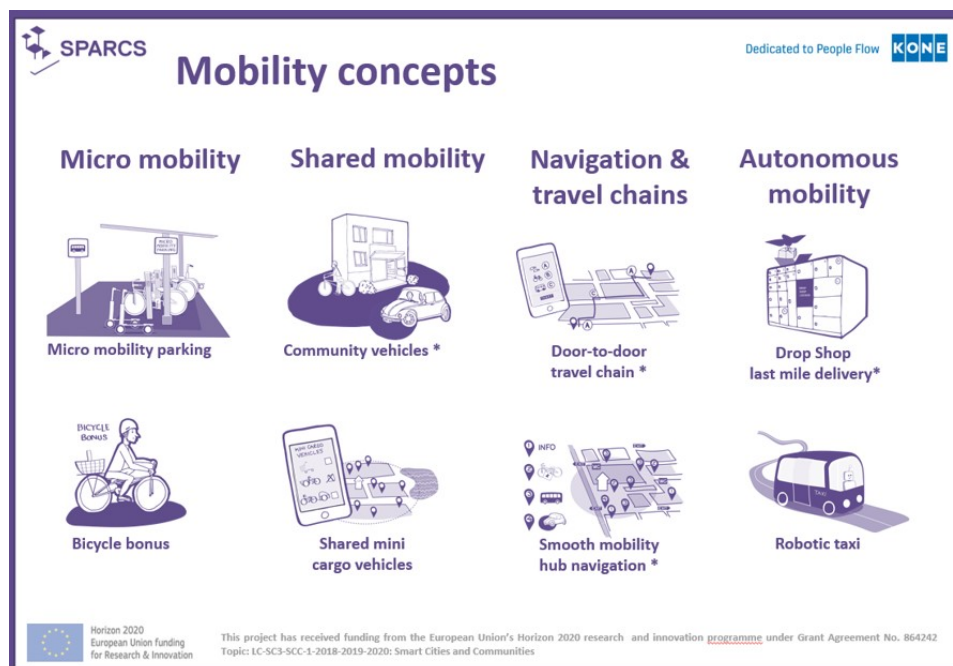 SPARCS
Dedicated to People Flow
KONE
Mobility concepts
Micro mobility
Shared mobility
Navigation &
travel chains
Autonomous
mobility
MICRO
MOBILITY
PARKING
Micro mobility parking
Community vehicles *
Door-to-door
travel chain *
Drop Shop
last mile delivery*
BICYCLE
BONUS
Bicycle bonus
VEHICLES
Shared mini
cargo vehicles
INFO
Smooth mobility
hub navigation *
TAXI
Robotic taxi
Horizon 2020
European Union funding
for Research & Innovation
This project has received funding from the European Union's Horizon 2020 research and innovation programme under Grant Agreement No. 864242
Topic: LC-SC3-SCC-1-2018-2019-2020: Smart Cities and Communities